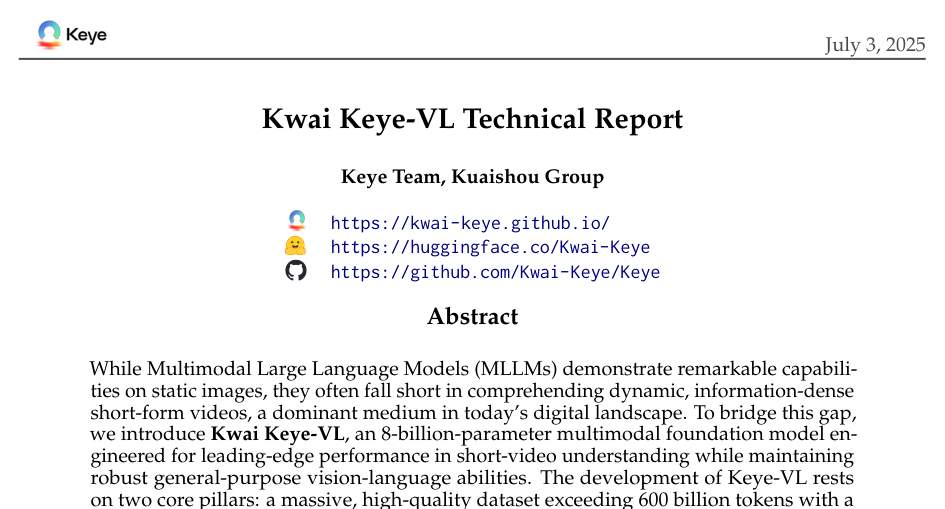 Keye
July 3, 2025
Kwai Keye-VL Technical Report
Keye Team, Kuaishou Group
https://kwai-keye.github.io/
https://huggingface.co/Kwai-Keye
https://github.com/Kwai-Keye/Keye
Abstract
While Multimodal Large Language Models (MLLMs) demonstrate remarkable capabili-
ties on static images, they often fall short in comprehending dynamic, information-dense
short-form videos, a dominant medium in today's digital landscape. To bridge this gap,
we introduce Kwai Keye-VL, an 8-billion-parameter multimodal foundation model en-
gineered for leading-edge performance in short-video understanding while maintaining
robust general-purpose vision-language abilities. The development of Keye-VL rests
on two core pillars: a massive, high-quality dataset exceeding 600 billion tokens with a